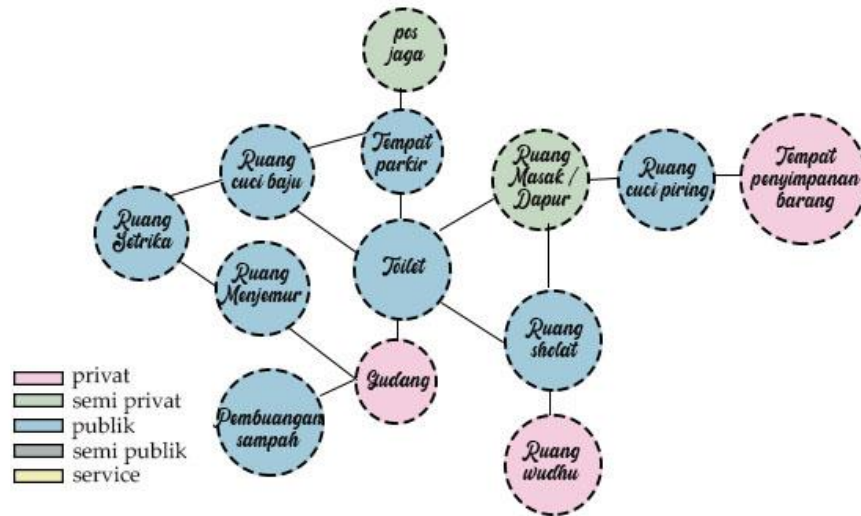 pos
jaga
Tempat
parkir
Ruang
cuci baju
Ruang
Masak /
Dapur
Ruang
cuci piring
Tempat
penyimpanan
barang
Ruang
Setrika
Ruang
Menjemur
Toilet
Ruang
sholat
Gudang
Pembuangan
sampah
Ruang
wudhu
privat
semi privat
publik
semi publik
service